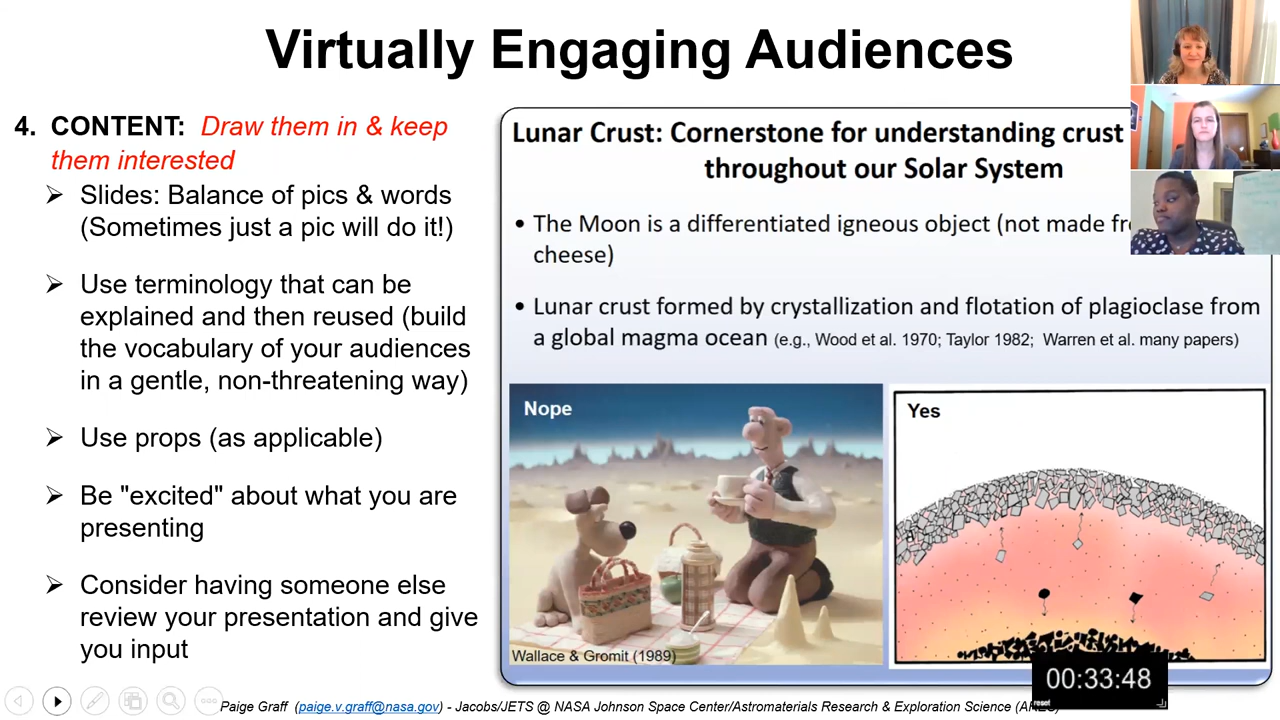 Virtually Engaging Audiences
4. CONTENT: Draw them in & keep
them interested
➢ Slides: Balance of pics & words
(Sometimes just a pic will do it!)
➢ Use terminology that can be
explained and then reused (build
the vocabulary of your audiences
in a gentle, non-threatening way)
➢ Use props (as applicable)
➢ Be "excited" about what you are
presenting
➢ Consider having someone else
review your presentation and give
you input
Lunar Crust: Cornerstone for understanding crust
throughout our Solar System
• The Moon is a differentiated igneous object (not made
cheese)
• Lunar crust formed by crystallization and flotation of plagioclase from
a global magma ocean (e.g., Wood et al. 1970; Taylor 1982; Warren et al. many papers)
Nope
Wallace & Gromit (1989)
Yes
00:33:48
reset
Paige Graff (paige.v.graff@nasa.gov) - Jacobs/JETS @ NASA Johnson Space Center/Astromaterials Research & Exploration Science